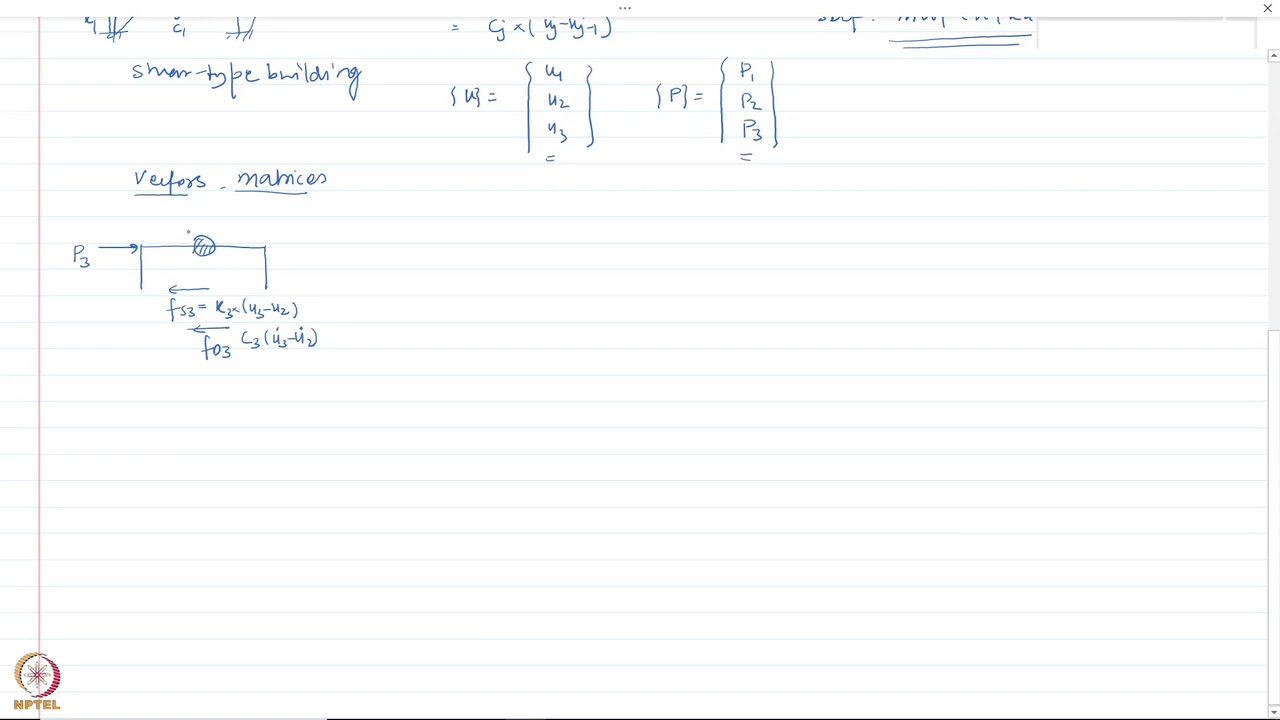 = Cj × (u̇j - u̇j-1)
shear-type building
{u} = { u1 u2 u3 } {P} = { P1 P2 P3 }
Vectors - matrices
P3
fS3 = K3 × (u3 - u2)
fD3 C3 (u̇3 - u̇2)
NPTEL